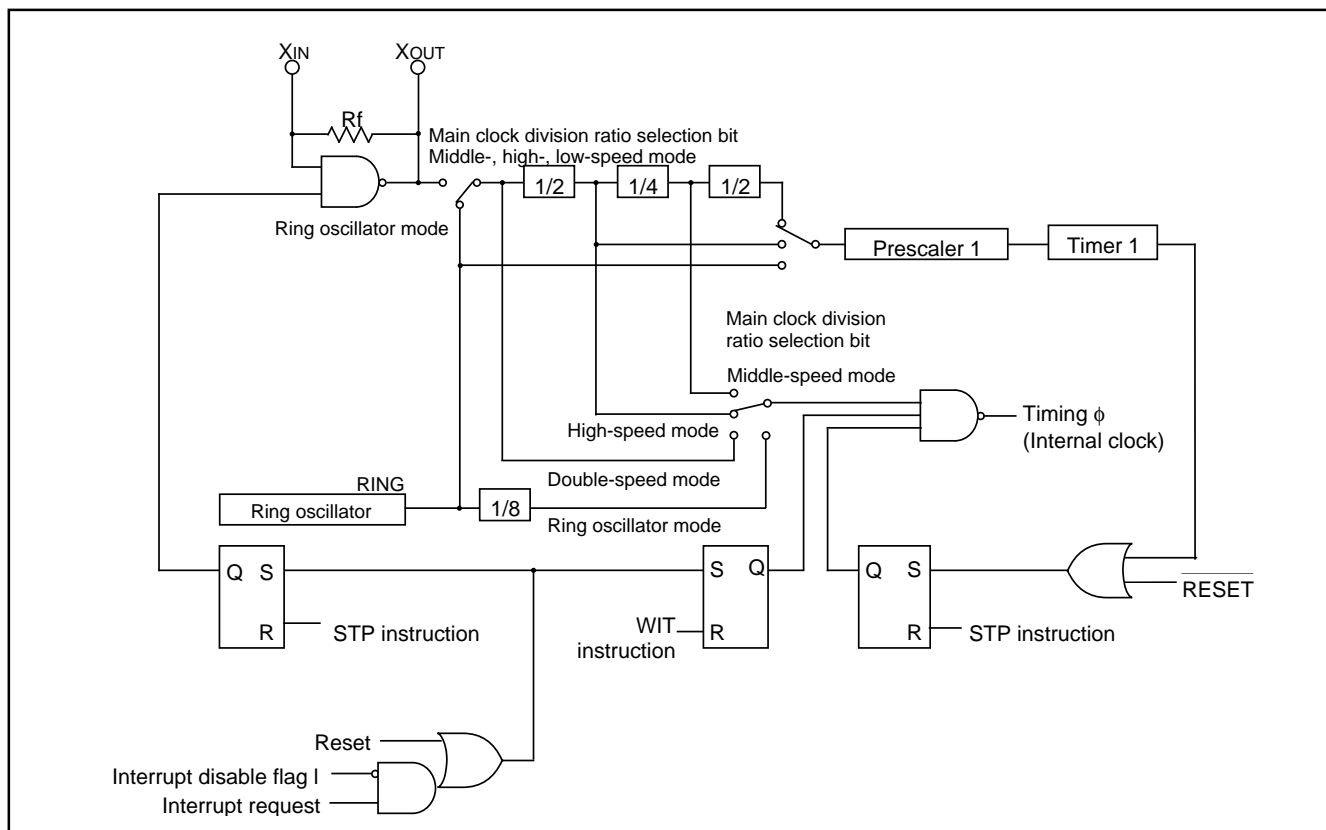 XIN
XOUT
Rf
Main clock division ratio selection bit
Middle-, high-, low-speed mode
1/2
1/4
1/2
Ring oscillator mode
Prescaler 1
Timer 1
Main clock division
ratio selection bit
Middle-speed mode
Timing ϕ
(Internal clock)
High-speed mode
Double-speed mode
RING
Ring oscillator
1/8
Ring oscillator mode
Q
S
R
STP instruction
S
Q
R
WIT
instruction
Q
S
R
STP instruction
RESET
Reset
Interrupt disable flag I
Interrupt request